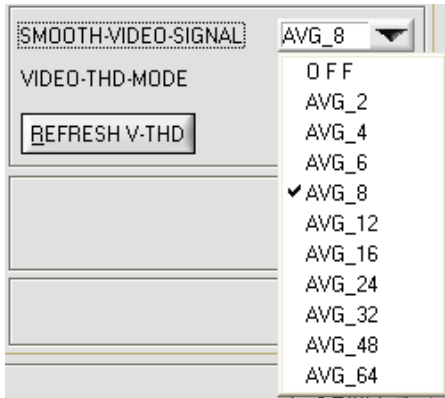 SMOOTH-VIDEO-SIGNAL AVG_8
VIDEO-THD-MODE
REFRESH V-THD
OFF
AVG_2
AVG_4
AVG_6
AVG_8
AVG_12
AVG_16
AVG_24
AVG_32
AVG_48
AVG_64